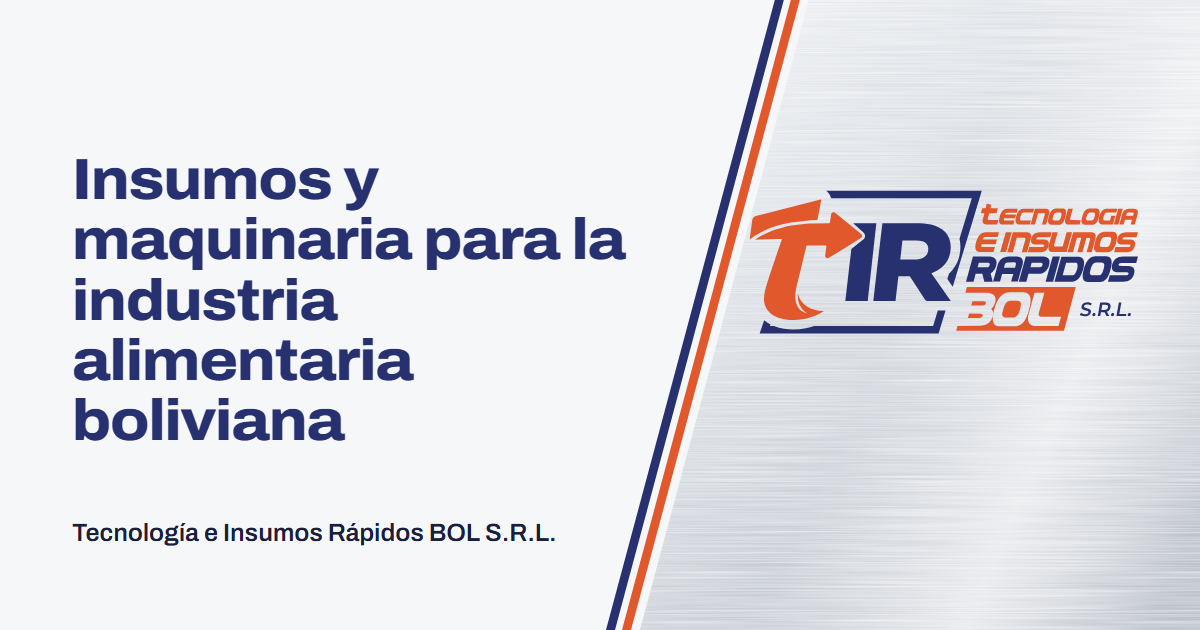 Insumos y
maquinaria para la
industria
alimentaria
boliviana
Tecnología e Insumos Rápidos BOL S.R.L.
tIR
tECNOLOGIA
E INSUMOS
RAPIDOS
BOL S.R.L.